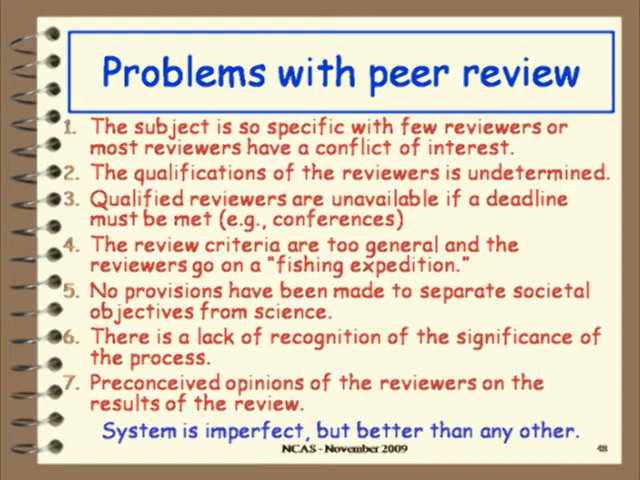 Problems with peer review
1. The subject is so specific with few reviewers or
most reviewers have a conflict of interest.
2. The qualifications of the reviewers is undetermined.
3. Qualified reviewers are unavailable if a deadline
must be met (e.g., conferences)
4. The review criteria are too general and the
reviewers go on a "fishing expedition."
5. No provisions have been made to separate societal
objectives from science.
6. There is a lack of recognition of the significance of
the process.
7. Preconceived opinions of the reviewers on the
results of the review.
System is imperfect, but better than any other.
NCAS - November 2009
48